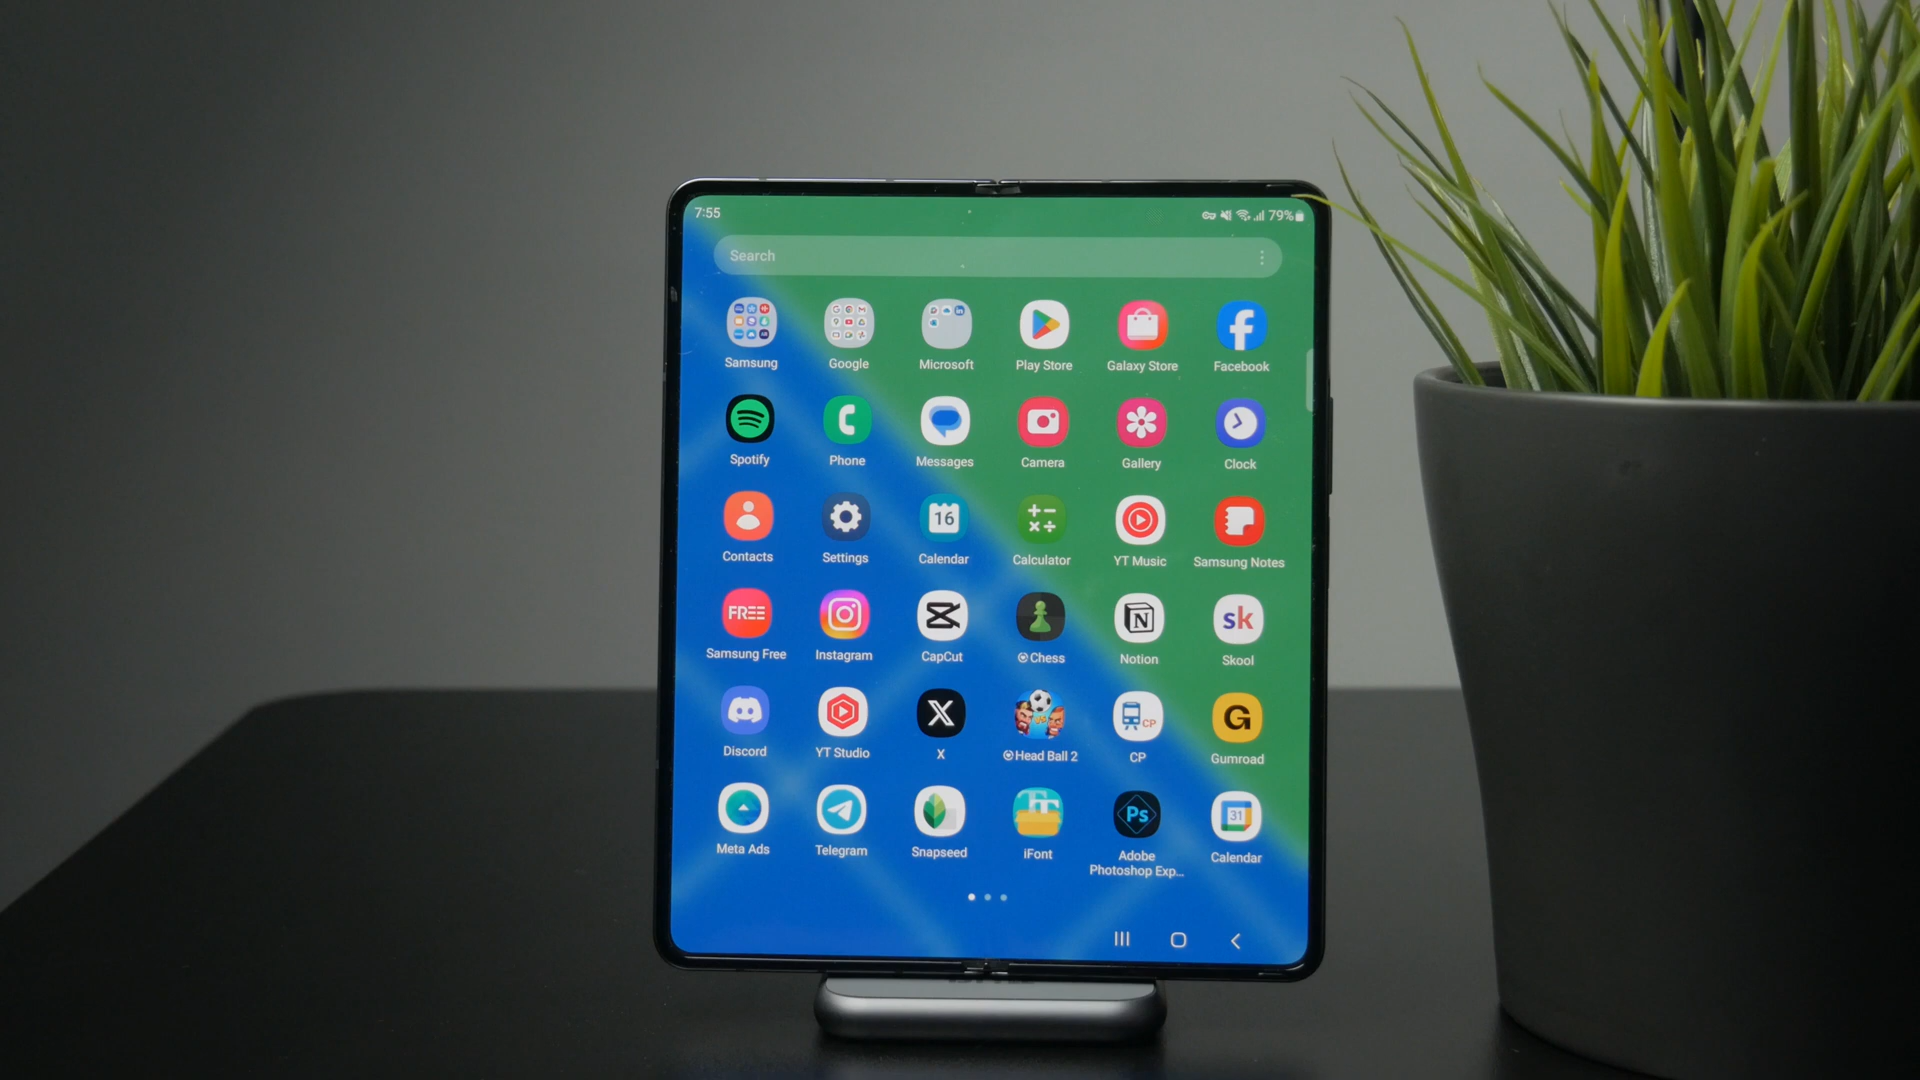 7:55 79%
Search
Samsung Google Microsoft Play Store Galaxy Store Facebook
Spotify Phone Messages Camera Gallery Clock
16
Contacts Settings Calendar Calculator YT Music Samsung Notes
FREE N sk
Samsung Free Instagram CapCut Chess Notion Skool
X CP G
Discord YT Studio X Head Ball 2 CP Gumroad
Ps 31
Meta Ads Telegram Snapseed iFont Adobe Calendar
Photoshop Exp...